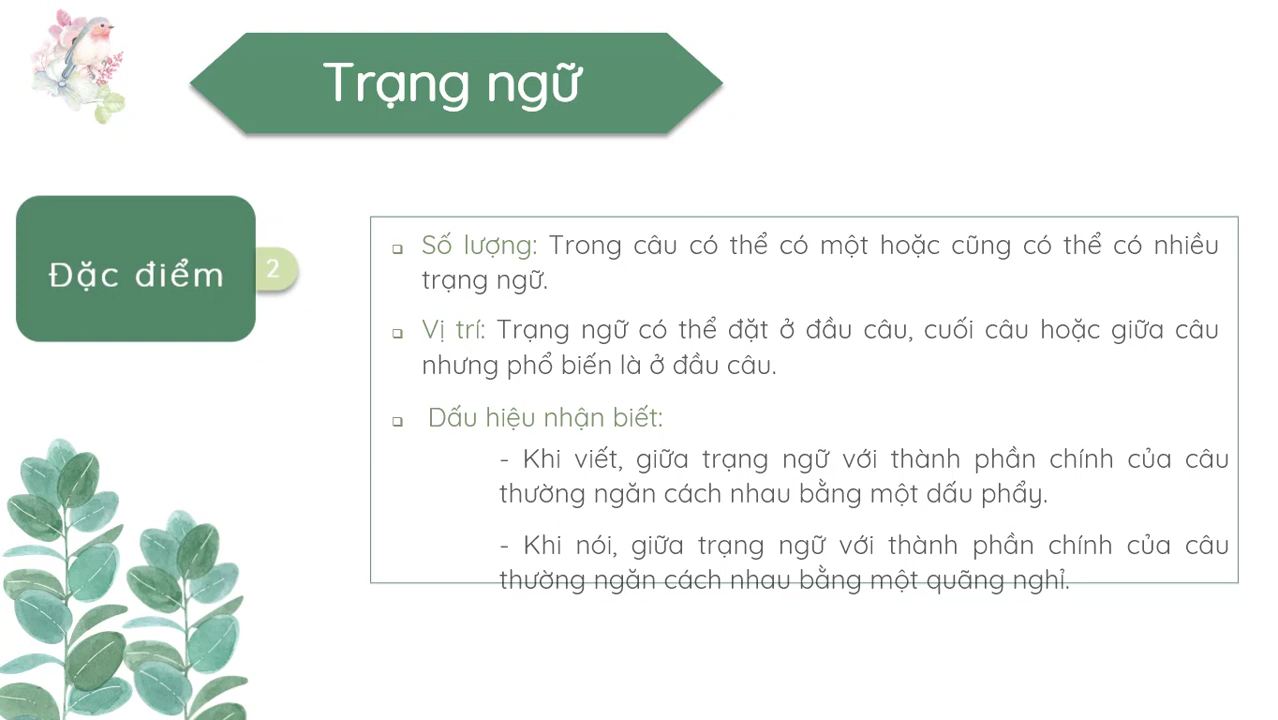 Trạng ngữ
Đặc điểm
2
Số lượng: Trong câu có thể có một hoặc cũng có thể có nhiều
trạng ngữ.
Vị trí: Trạng ngữ có thể đặt ở đầu câu, cuối câu hoặc giữa câu
nhưng phổ biến là ở đầu câu.
Dấu hiệu nhận biết:
- Khi viết, giữa trạng ngữ với thành phần chính của câu
thường ngăn cách nhau bằng một dấu phẩy.
- Khi nói, giữa trạng ngữ với thành phần chính của câu
thường ngăn cách nhau bằng một quãng nghỉ.